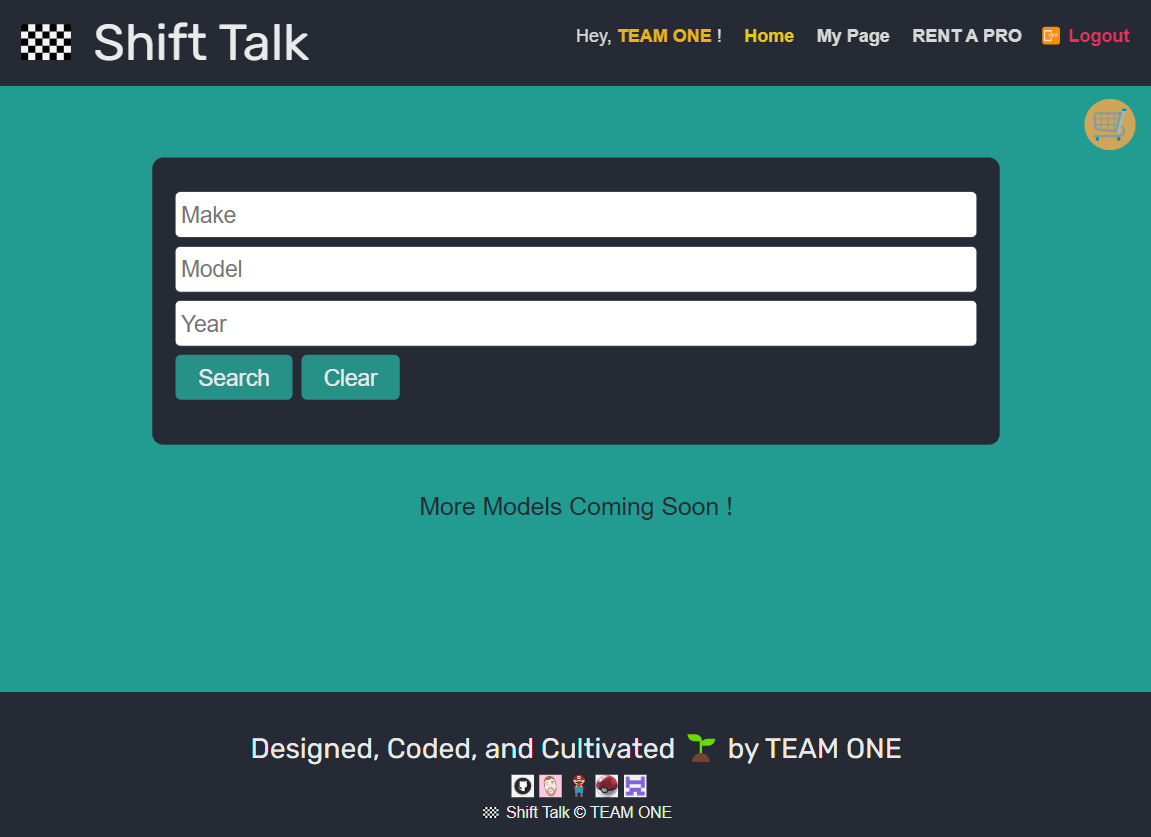 Shift Talk
Hey, TEAM ONE ! Home My Page RENT A PRO Logout
Make
Model
Year
Search Clear
More Models Coming Soon !
Designed, Coded, and Cultivated 🌱 by TEAM ONE
Shift Talk © TEAM ONE